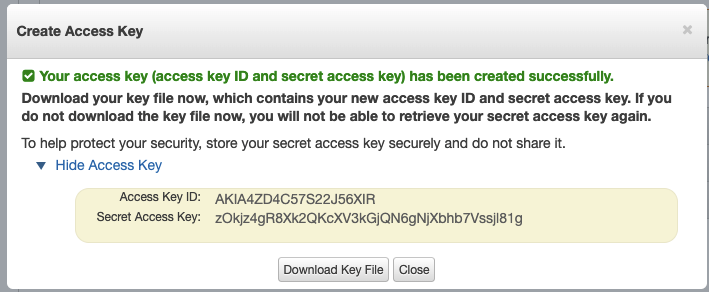 Create Access Key
×
Your access key (access key ID and secret access key) has been created successfully.
Download your key file now, which contains your new access key ID and secret access key. If you
do not download the key file now, you will not be able to retrieve your secret access key again.
To help protect your security, store your secret access key securely and do not share it.
Hide Access Key
Access Key ID: AKIA4ZD4C57S22J56XIR
Secret Access Key: zOkjz4gR8Xk2QKcXV3kGjQN6gNjXbhb7Vssjl81g
Download Key File Close